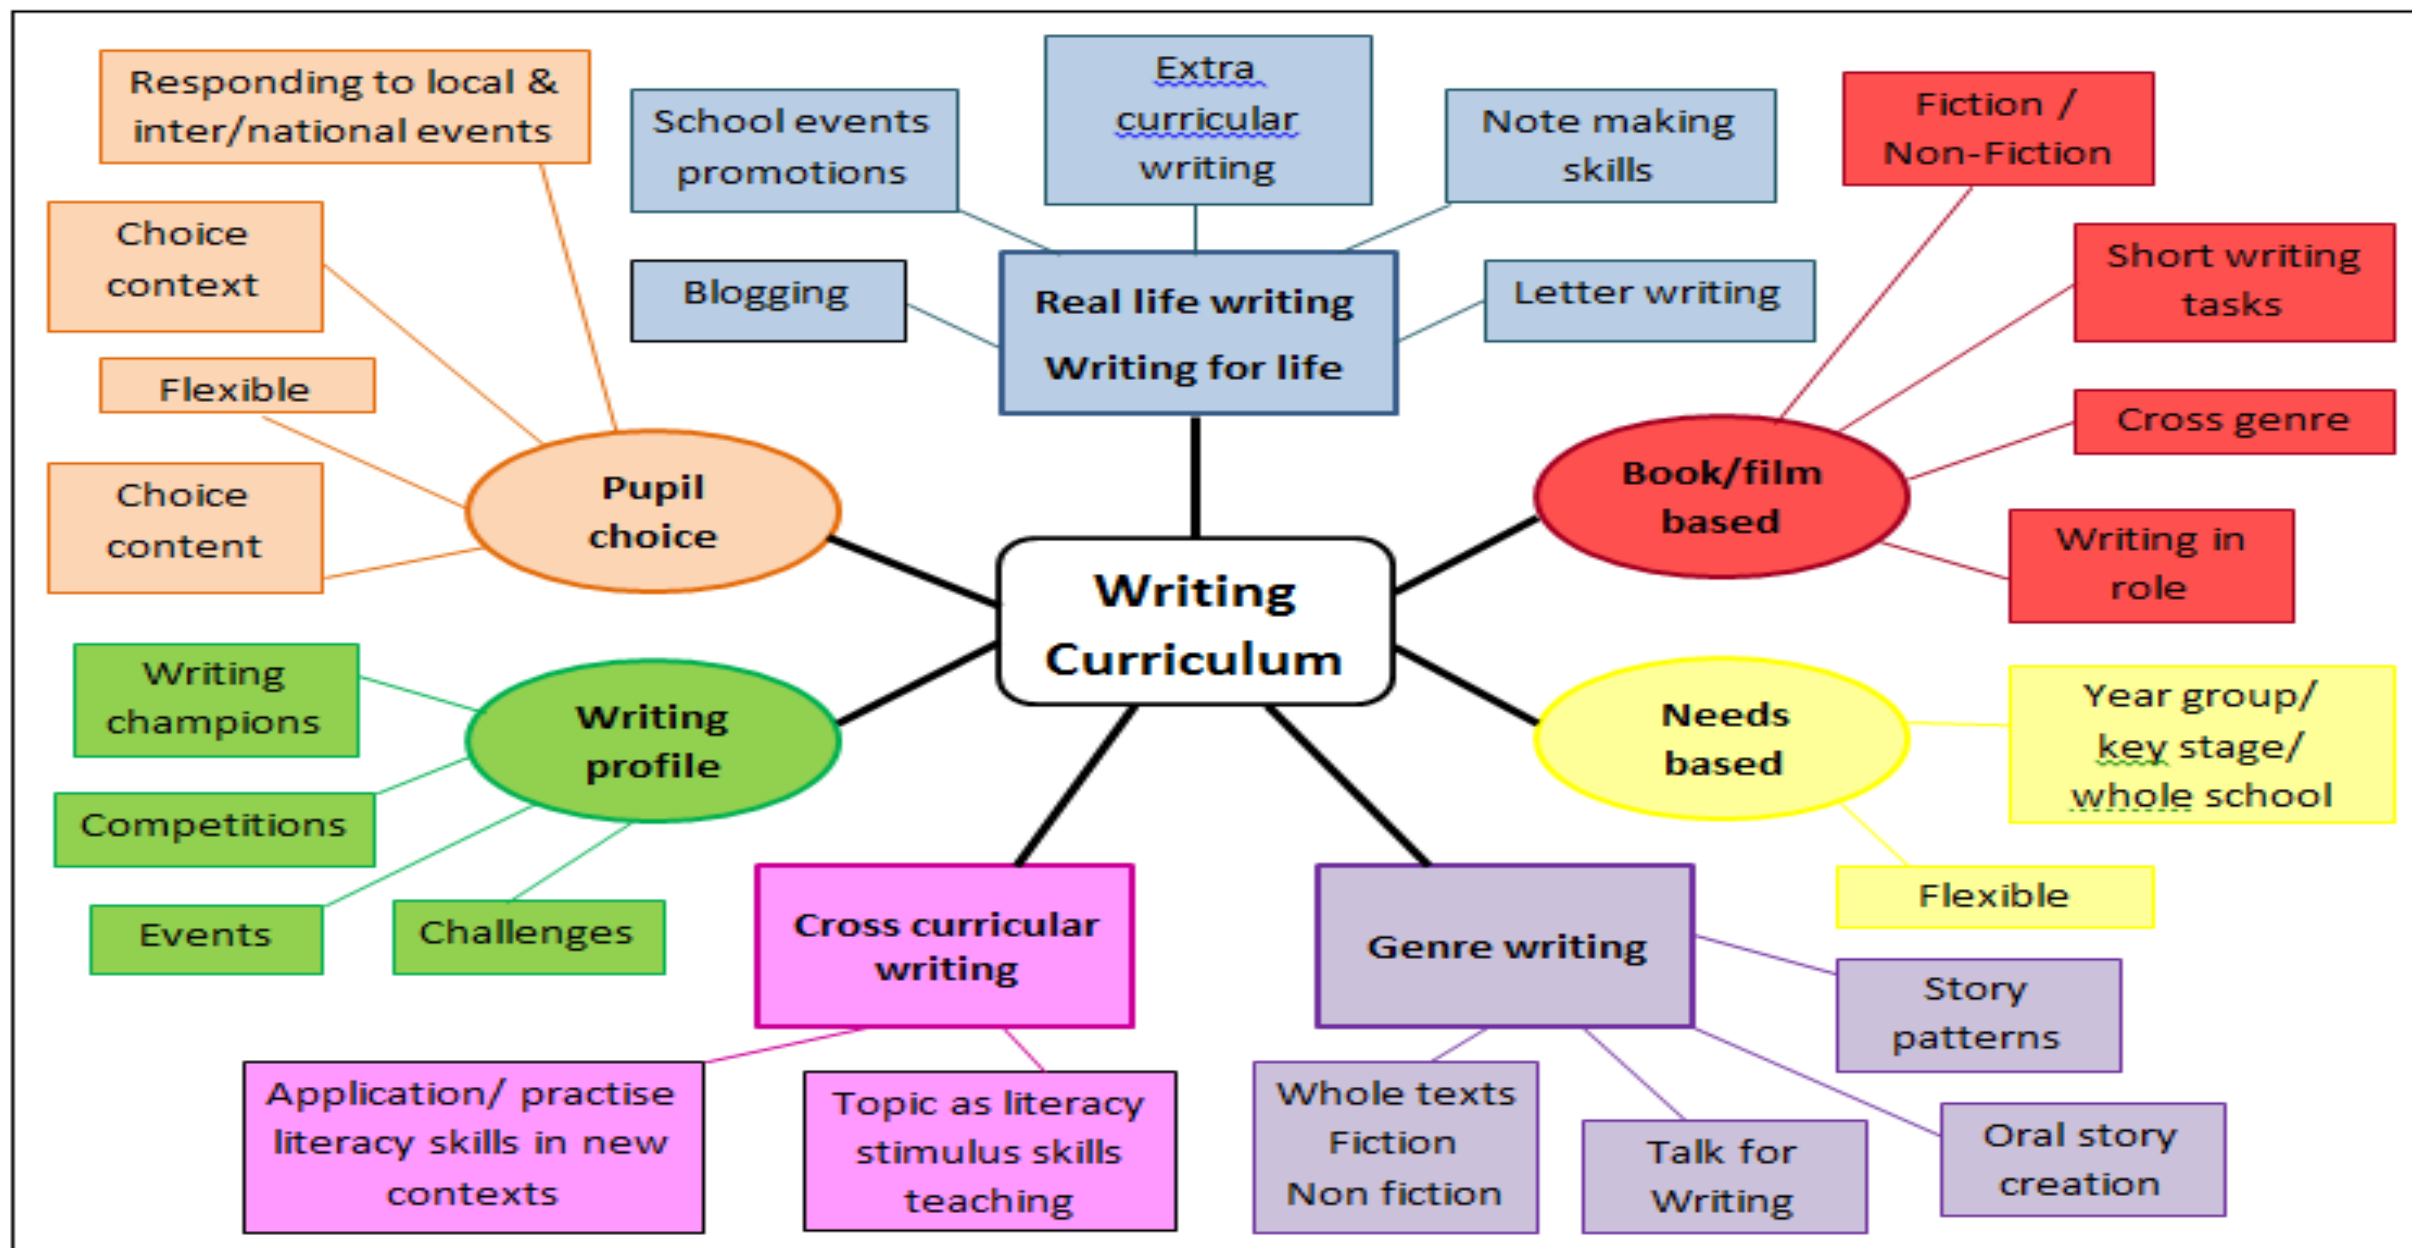 Responding to local &
inter/national events
Choice
context
Flexible
Choice
content
Pupil
choice
School events
promotions
Extra
curricular
writing
Note making
skills
Blogging
Letter writing
Real life writing
Writing for life
Fiction /
Non-Fiction
Short writing
tasks
Cross genre
Writing in
role
Book/film
based
Writing
Curriculum
Writing
champions
Competitions
Events
Challenges
Writing
profile
Needs
based
Year group/
key stage/
whole school
Flexible
Cross curricular
writing
Application/ practise
literacy skills in new
contexts
Topic as literacy
stimulus skills
teaching
Genre writing
Story
patterns
Oral story
creation
Talk for
Writing
Whole texts
Fiction
Non fiction